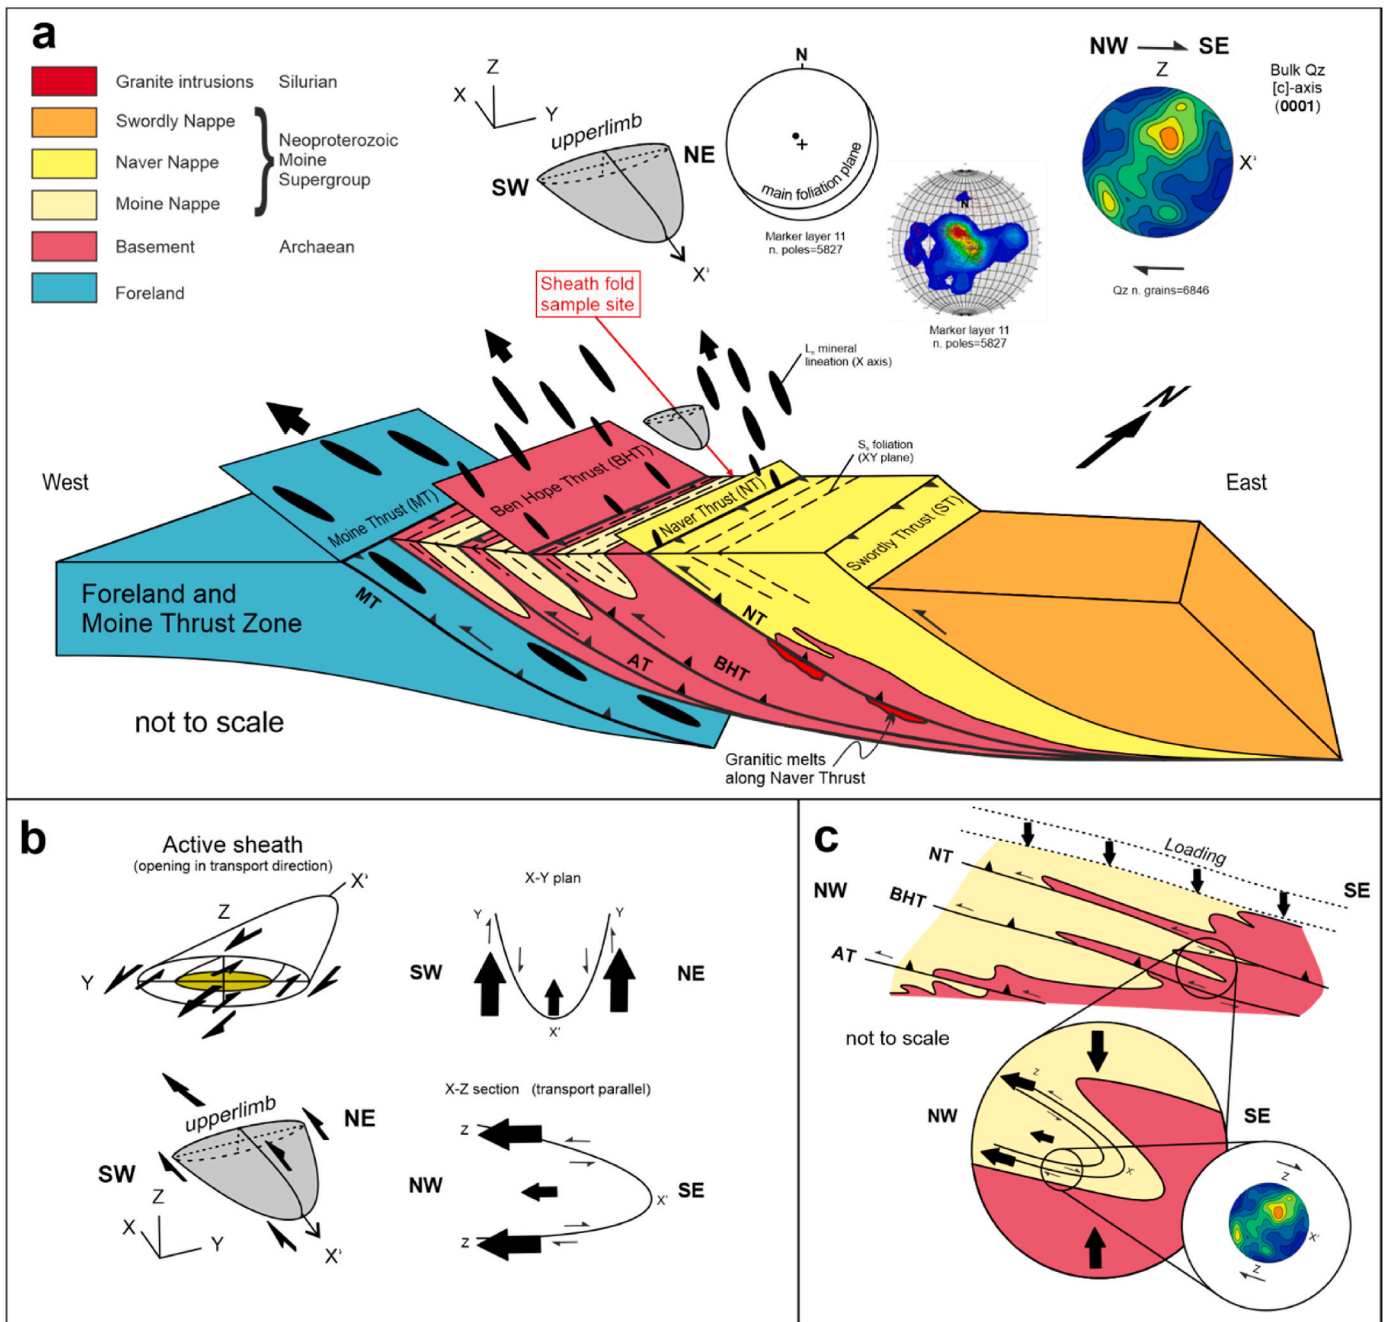 a
Granite intrusions
Silurian
Swordly Nappe
Naver Nappe
Moine Nappe
Neoproterozoic
Moine
Supergroup
Basement
Archaean
Foreland
Z
X
Y
upperlimb
NE
SW
X'
N
main foliation plane
Marker layer 11
n. poles=5827
N
Marker layer 11
n. poles=5827
NW
SE
Z
X'
Bulk Qz
[c]-axis
(0001)
Qz n. grains=6846
Sheath fold
sample site
Ln mineral
lineation (X axis)
Sn foliation
(XY plane)
N
West
East
Moine Thrust (MT)
Ben Hope Thrust (BHT)
Naver Thrust (NT)
Swordly Thrust (ST)
Foreland and
Moine Thrust Zone
MT
AT
BHT
NT
not to scale
Granitic melts
along Naver Thrust
b
Active sheath
(opening in transport direction)
X'
Z
Y
X-Y plan
Y
Y
SW
NE
X'
upperlimb
NE
SW
Z
X
Y
X'
X-Z section (transport parallel)
Z
NW
SE
X'
Z
c
Loading
NT
NW
SE
BHT
AT
not to scale
Z
NW
SE
X'
Z
X'
Z